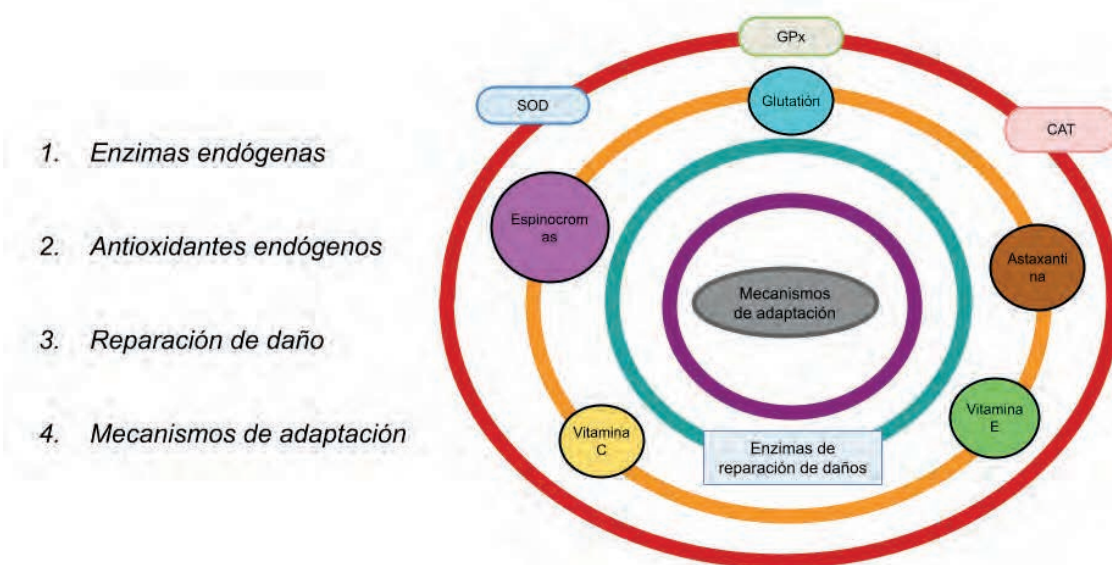 1. Enzimas endógenas
2. Antioxidantes endógenos
3. Reparación de daño
4. Mecanismos de adaptación
GPx
SOD
Glutatión
CAT
Espinocrom
as
Astaxanti
na
Mecanismos
de adaptación
Vitamina
C
Vitamina
E
Enzimas de
reparación de daños